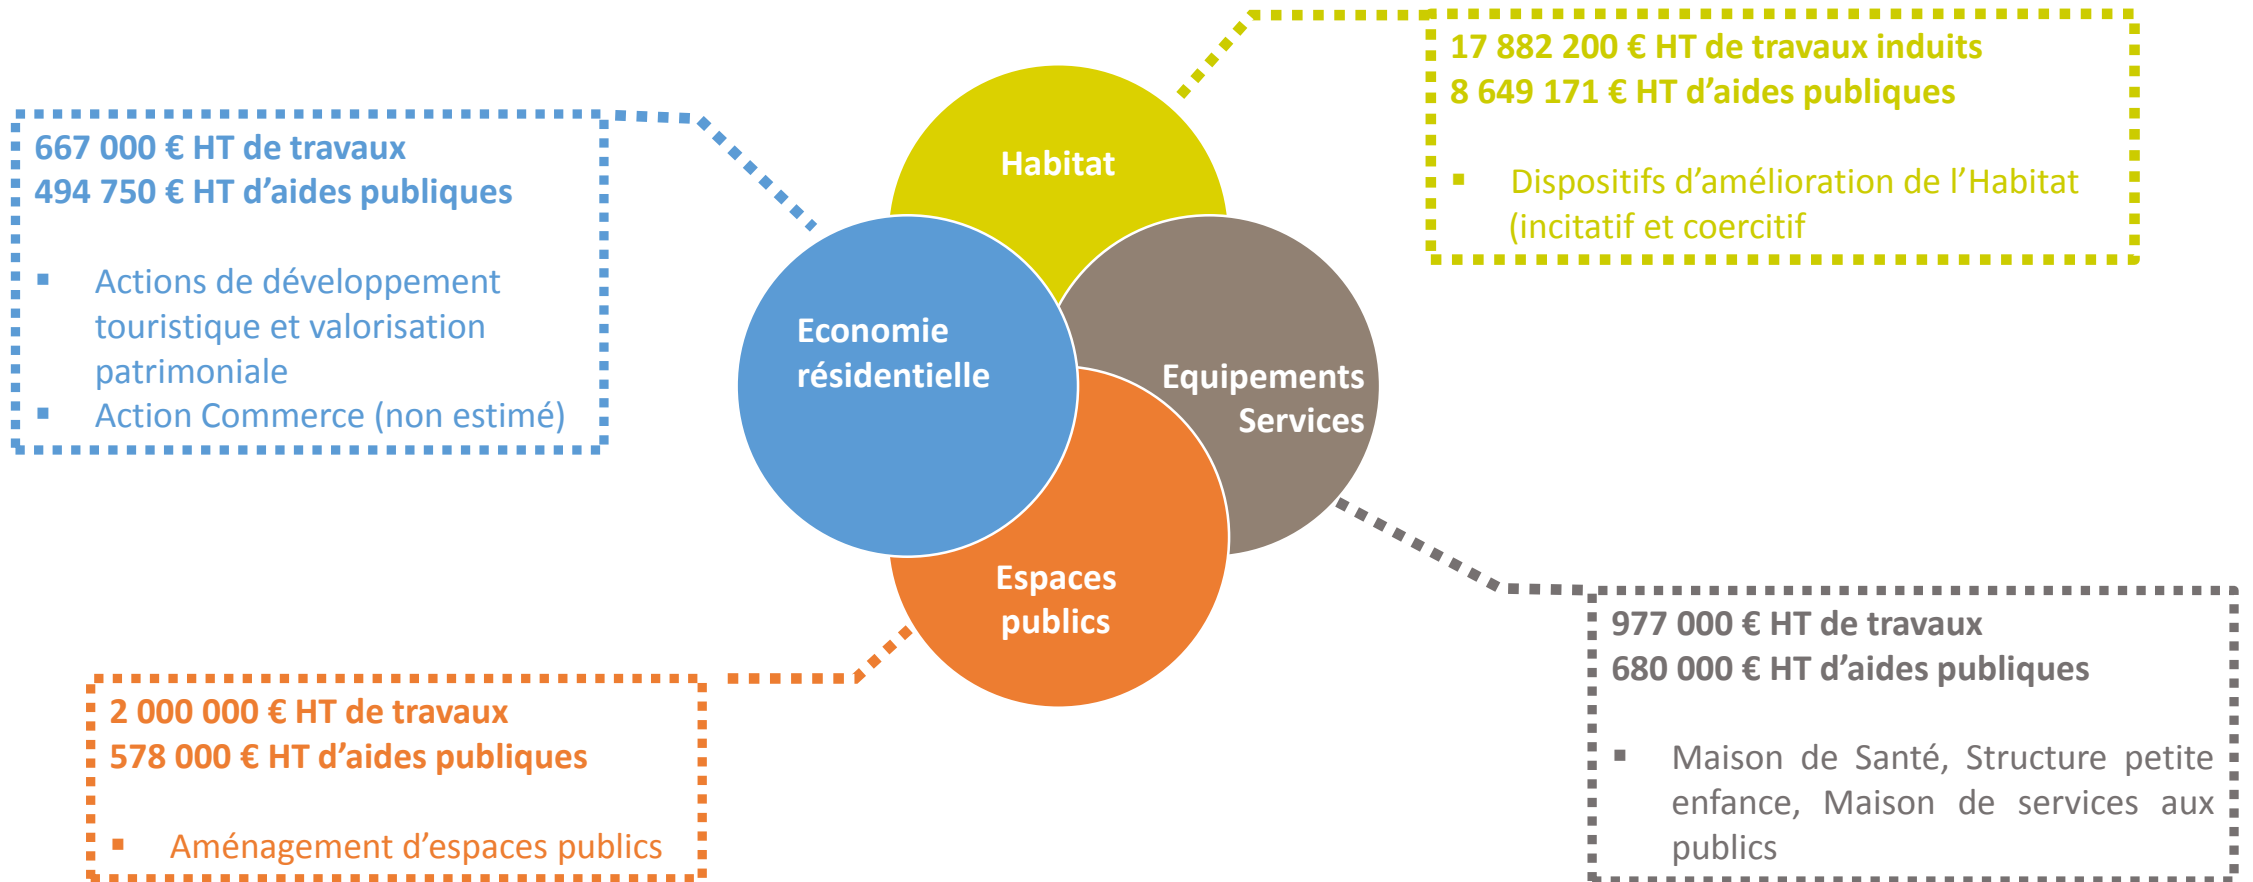 17 882 200 € HT de travaux induits
8 649 171 € HT d’aides publiques
▪ Dispositifs d’amélioration de l’Habitat
(incitatif et coercitif
667 000 € HT de travaux
494 750 € HT d’aides publiques
▪ Actions de développement
touristique et valorisation
patrimoniale
▪ Action Commerce (non estimé)
Habitat
Economie
résidentielle
Equipements
Services
Espaces
publics
2 000 000 € HT de travaux
578 000 € HT d’aides publiques
▪ Aménagement d’espaces publics
977 000 € HT de travaux
680 000 € HT d’aides publiques
▪ Maison de Santé, Structure petite
enfance, Maison de services aux
publics